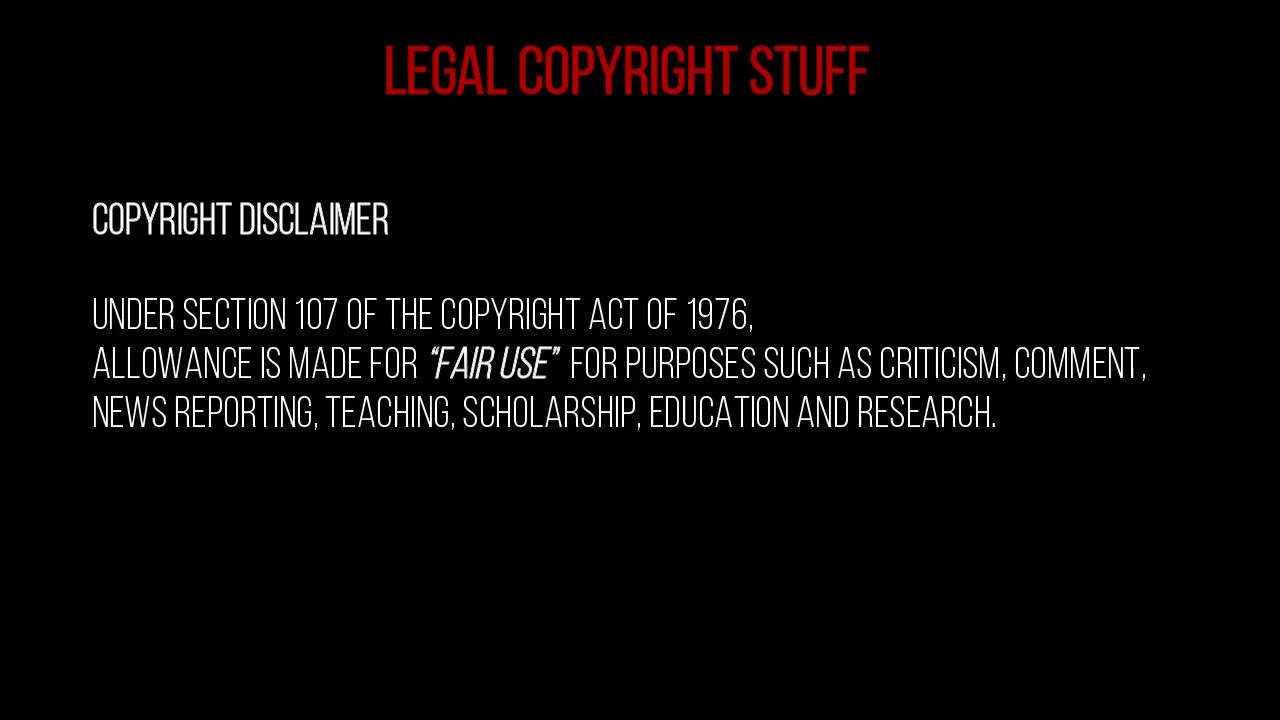 LEGAL COPYRIGHT STUFF
COPYRIGHT DISCLAIMER
UNDER SECTION 107 OF THE COPYRIGHT ACT OF 1976,
ALLOWANCE IS MADE FOR “FAIR USE” FOR PURPOSES SUCH AS CRITICISM, COMMENT,
NEWS REPORTING, TEACHING, SCHOLARSHIP, EDUCATION AND RESEARCH.